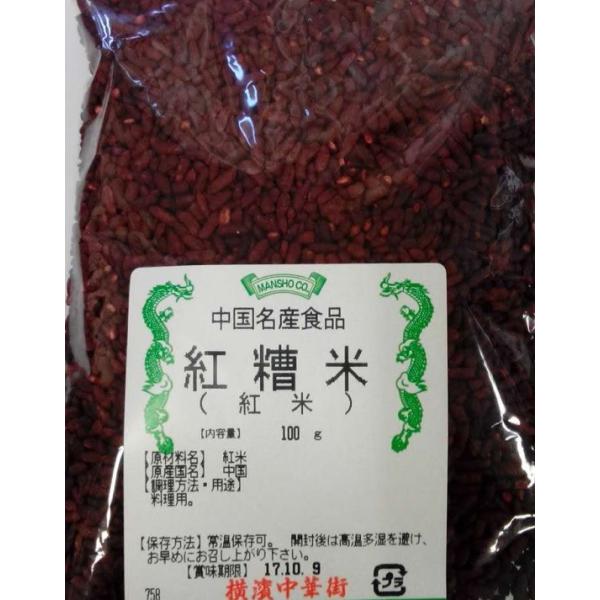 MANSHO CO.
中国名産食品
紅糟米
(紅米)
【内容量】 100 g
【原材料名】 紅米
【原産国名】 中国
【調理方法・用途】
料理用。
【保存方法】常温保存可。 開封後は高温多湿を避け、
お早めにお召し上がり下さい。
【賞味期限】 17.10. 9
758 横濱中華街 プラ